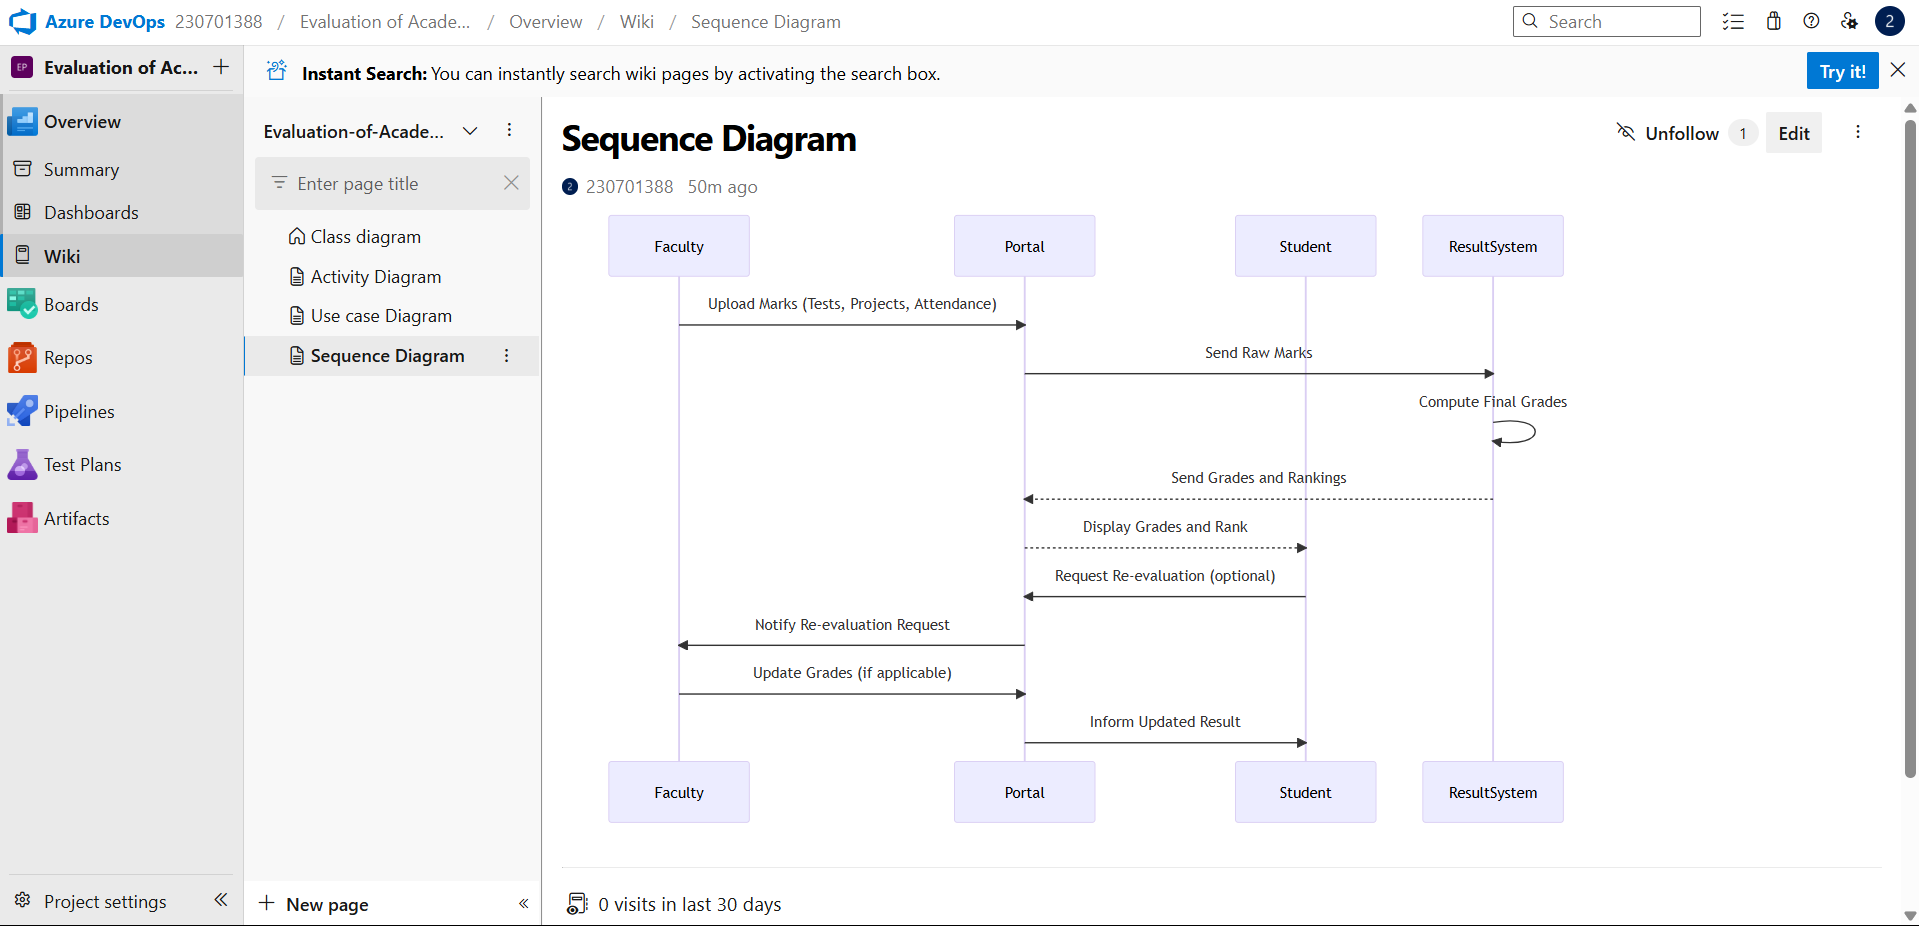 Azure DevOps 230701388 / Evaluation of Acade... / Overview / Wiki / Sequence Diagram
Search
2
EP Evaluation of Ac...
Overview
Summary
Dashboards
Wiki
Boards
Repos
Pipelines
Test Plans
Artifacts
Project settings
Instant Search: You can instantly search wiki pages by activating the search box.
Try it!
Evaluation-of-Acade...
Enter page title
Class diagram
Activity Diagram
Use case Diagram
Sequence Diagram
New page
Sequence Diagram
Unfollow 1 Edit
2 230701388 50m ago
Faculty Portal Student ResultSystem
Upload Marks (Tests, Projects, Attendance)
Send Raw Marks
Compute Final Grades
Send Grades and Rankings
Display Grades and Rank
Request Re-evaluation (optional)
Notify Re-evaluation Request
Update Grades (if applicable)
Inform Updated Result
Faculty Portal Student ResultSystem
0 visits in last 30 days